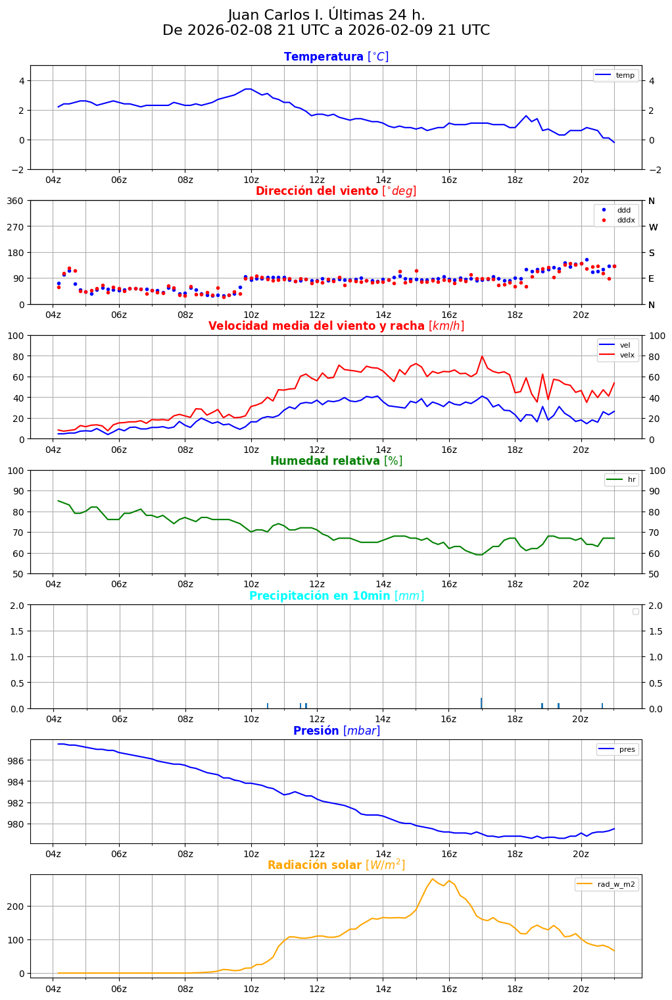 Juan Carlos I. Últimas 24 h.
De 2026-02-08 21 UTC a 2026-02-09 21 UTC
Temperatura [°C]
4 temp 4
2 2
0 0
−2 −2
04z 06z 08z 10z 12z 14z 16z 18z 20z
Dirección del viento [°deg]
360 ddd N
dddx
270 W
180 S
90 E
0 N
04z 06z 08z 10z 12z 14z 16z 18z 20z
Velocidad media del viento y racha [km/h]
100 vel 100
velx
80 80
60 60
40 40
20 20
0 0
04z 06z 08z 10z 12z 14z 16z 18z 20z
Humedad relativa [%]
100 hr 100
90 90
80 80
70 70
60 60
50 50
04z 06z 08z 10z 12z 14z 16z 18z 20z
Precipitación en 10min [mm]
2.0 2.0
1.5 1.5
1.0 1.0
0.5 0.5
0.0 0.0
04z 06z 08z 10z 12z 14z 16z 18z 20z
Presión [mbar]
pres
986
984
982
980
04z 06z 08z 10z 12z 14z 16z 18z 20z
Radiación solar [W/m²]
rad_w_m2
200
100
0
04z 06z 08z 10z 12z 14z 16z 18z 20z